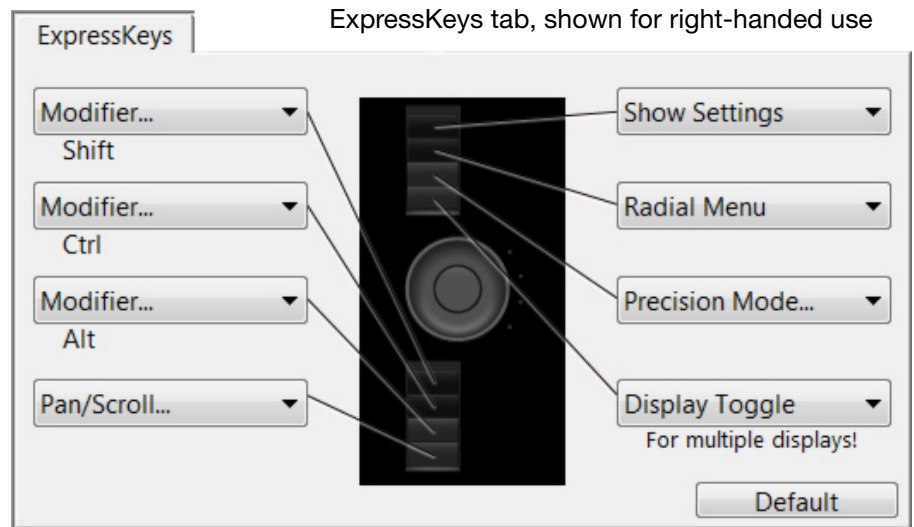 ExpressKeys tab, shown for right-handed use
ExpressKeys
Modifier...
Shift
Modifier...
Ctrl
Modifier...
Alt
Pan/Scroll...
Show Settings
Radial Menu
Precision Mode...
Display Toggle
For multiple displays!
Default